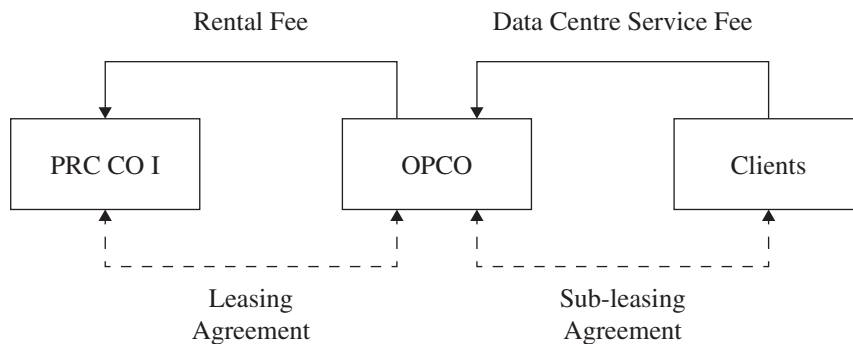 Rental Fee
Data Centre Service Fee
PRC CO I
OPCO
Clients
Leasing
Agreement
Sub-leasing
Agreement